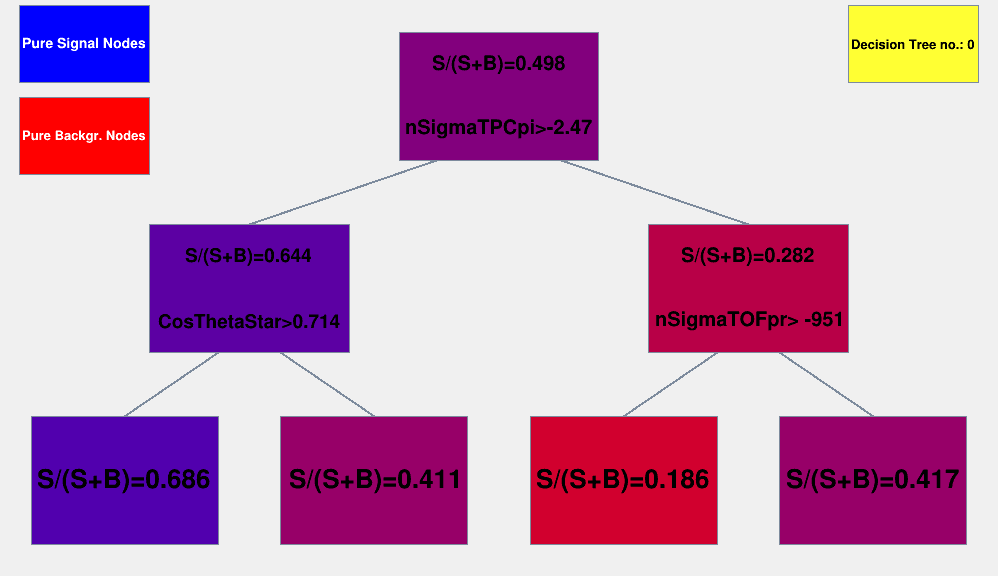 Pure Signal Nodes
Decision Tree no.: 0
Pure Backgr. Nodes
S/(S+B)=0.498
nSigmaTPCpi>-2.47
S/(S+B)=0.644
CosThetaStar>0.714
S/(S+B)=0.282
nSigmaTOFpr> -951
S/(S+B)=0.686
S/(S+B)=0.411
S/(S+B)=0.186
S/(S+B)=0.417